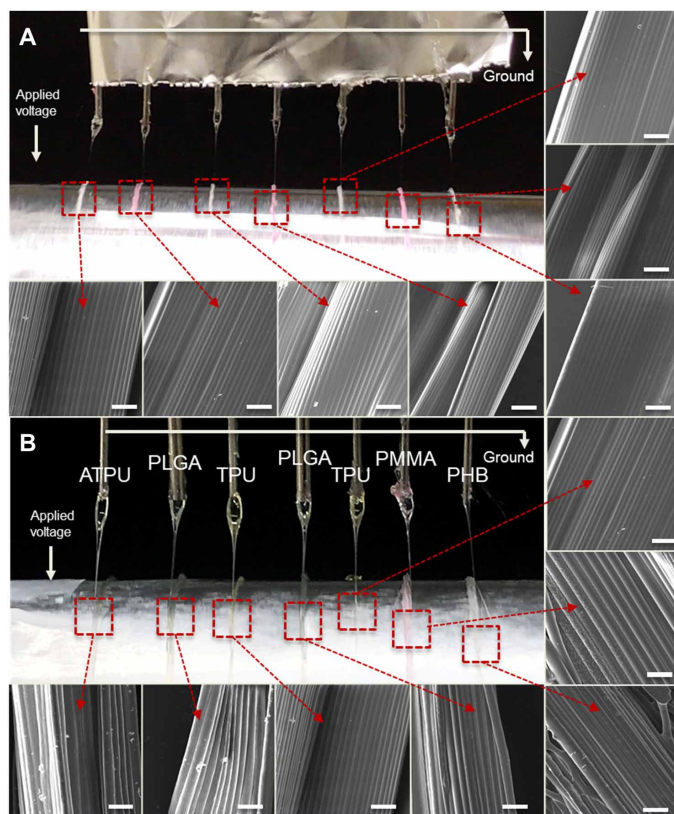 A
Ground
Applied
voltage
B
ATPU
PLGA
TPU
PLGA
TPU
PMMA
PHB
Ground
Applied
voltage